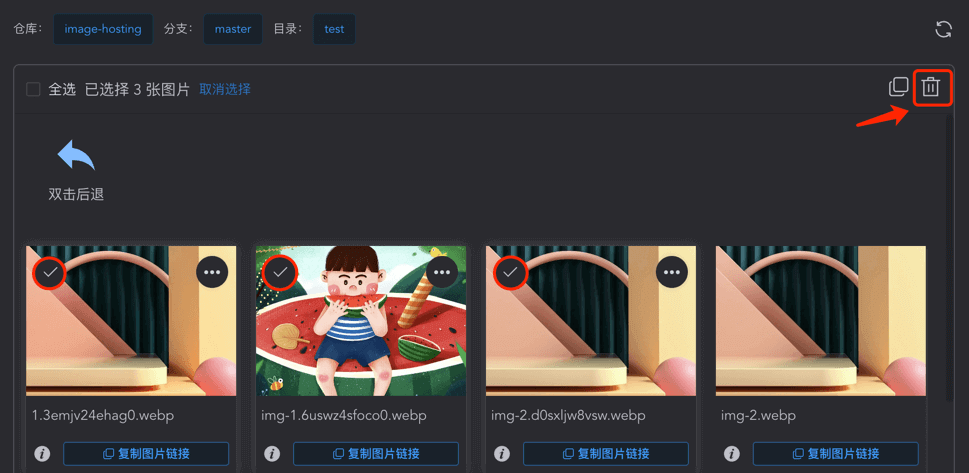 仓库： image-hosting 分支： master 目录： test
全选 已选择 3 张图片 取消选择
双击后退
1.3emjv24ehag0.webp img-1.6uswz4sfoco0.webp img-2.d0sxljw8vsw.webp img-2.webp
复制图片链接 复制图片链接 复制图片链接 复制图片链接